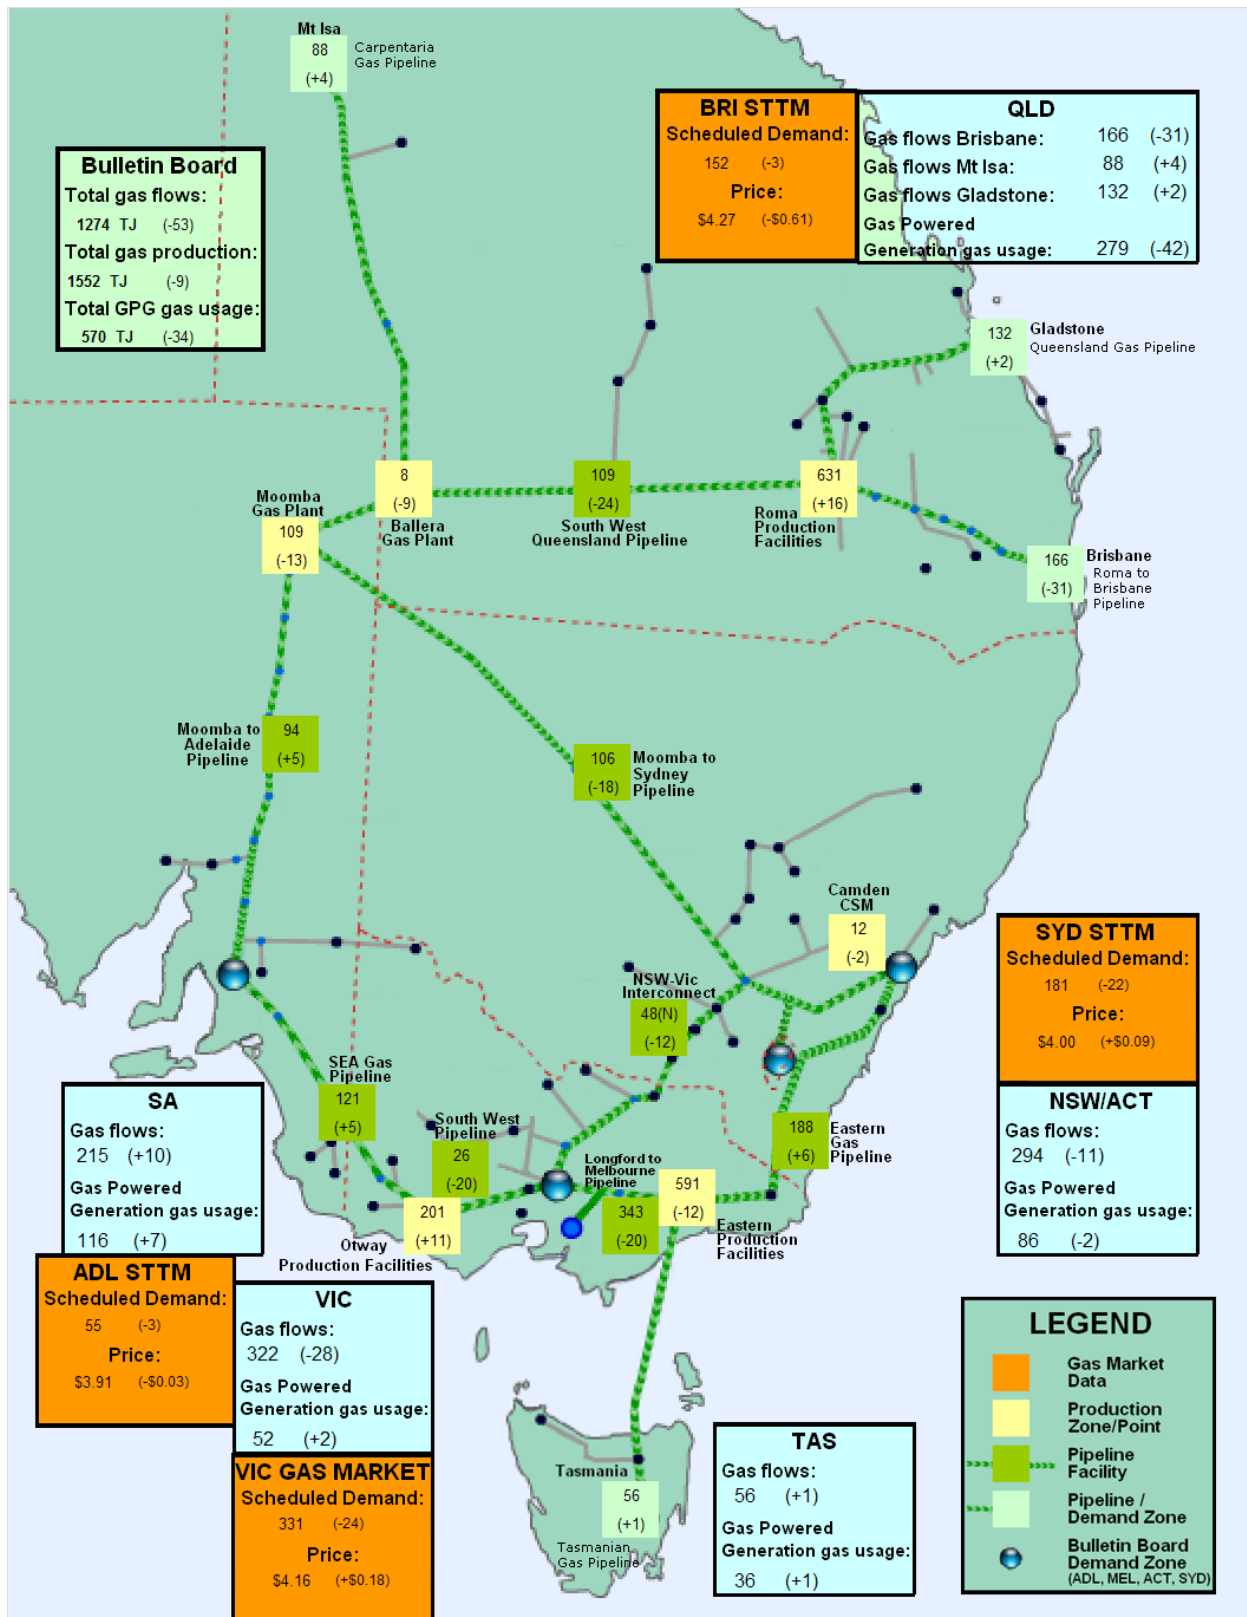 Mt Isa
88
(+4)
Carpentaria
Gas Pipeline
Bulletin Board
Total gas flows:
1274 TJ (-53)
Total gas production:
1552 TJ (-9)
Total GPG gas usage:
570 TJ (-34)
BRI STTM
Scheduled Demand:
152 (-3)
Price:
$4.27 (-$0.61)
QLD
Gas flows Brisbane: 166 (-31)
Gas flows Mt Isa: 88 (+4)
Gas flows Gladstone: 132 (+2)
Gas Powered
Generation gas usage: 279 (-42)
132
(+2)
Gladstone
Queensland Gas Pipeline
8
(-9)
Ballera
Gas Plant
109
(-24)
South West
Queensland Pipeline
631
(+16)
Roma
Production
Facilities
Moomba
Gas Plant
109
(-13)
166
(-31)
Brisbane
Roma to
Brisbane
Pipeline
Moomba to
Adelaide
Pipeline
94
(+5)
106
(-18)
Moomba to
Sydney
Pipeline
Camden
CSM
12
(-2)
NSW-Vic
Interconnect
48(N)
(-12)
SYD STTM
Scheduled Demand:
181 (-22)
Price:
$4.00 (+$0.09)
NSW/ACT
Gas flows:
294 (-11)
Gas Powered
Generation gas usage:
86 (-2)
SEA Gas
Pipeline
121
(+5)
South West
Pipeline
26
(-20)
Longford to
Melbourne
Pipeline
343
(-20)
188
(+6)
Eastern
Gas
Pipeline
591
(-12)
Eastern
Production
Facilities
201
(+11)
Otway
Production Facilities
SA
Gas flows:
215 (+10)
Gas Powered
Generation gas usage:
116 (+7)
ADL STTM
Scheduled Demand:
55 (-3)
Price:
$3.91 (-$0.03)
VIC
Gas flows:
322 (-28)
Gas Powered
Generation gas usage:
52 (+2)
VIC GAS MARKET
Scheduled Demand:
331 (-24)
Price:
$4.16 (+$0.18)
Tasmania
56
(+1)
Tasmanian
Gas Pipeline
TAS
Gas flows:
56 (+1)
Gas Powered
Generation gas usage:
36 (+1)
LEGEND
Gas Market
Data
Production
Zone/Point
Pipeline
Facility
Pipeline /
Demand Zone
Bulletin Board
Demand Zone
(ADL, MEL, ACT, SYD)